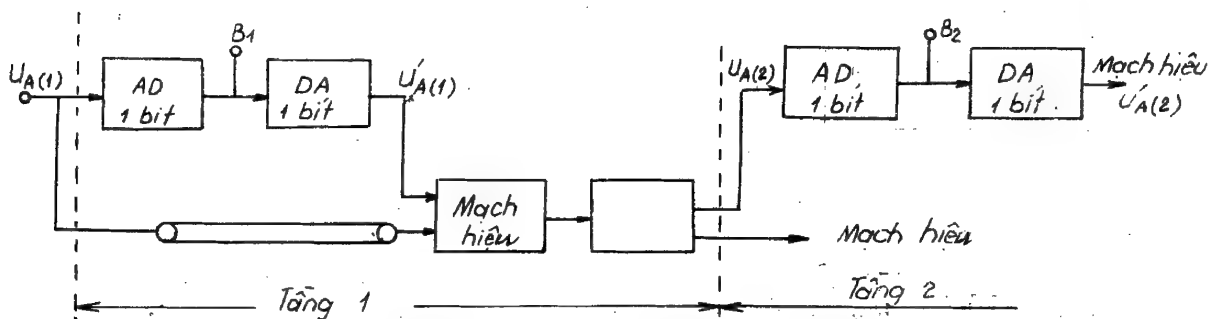 U_A(1)
AD
1 bit
B1
DA
1 bit
U'_A(1)
Mạch
hiệu
U_A(2)
AD
1 bit
B2
DA
1 bit
Mạch hiệu
U'_A(2)
Mạch hiệu
Tầng 1
Tầng 2